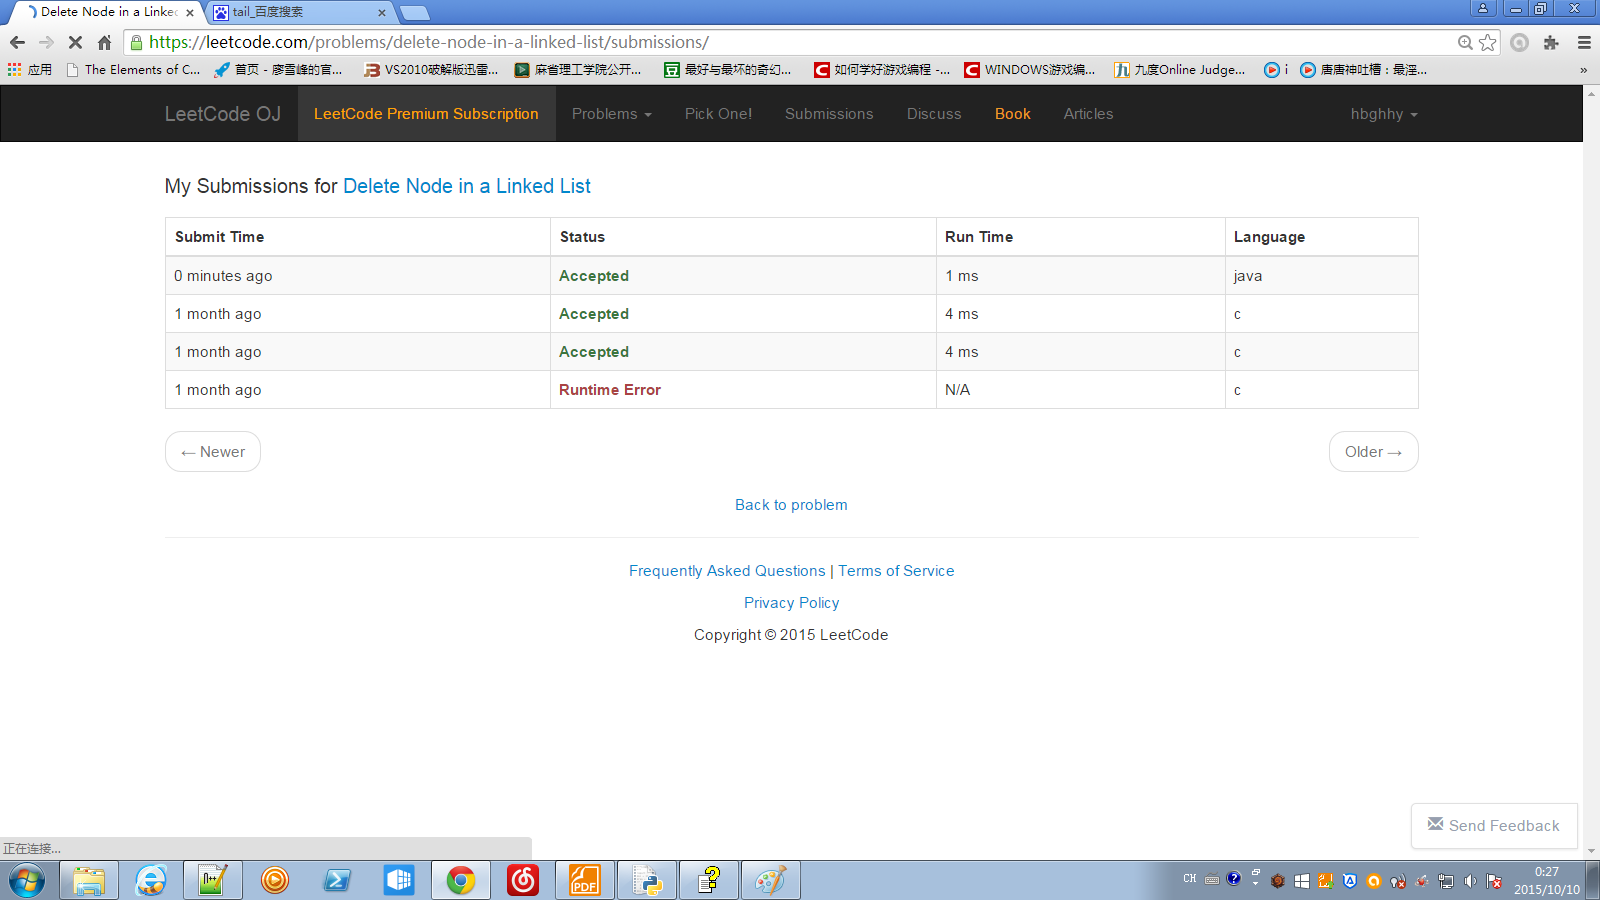 Delete Node in a Linked
tail_百度搜索
https://leetcode.com/problems/delete-node-in-a-linked-list/submissions/
应用 The Elements of C... 首页 - 廖雪峰的官... VS2010破解版迅雷... 麻省理工学院公开... 最好与最坏的奇幻... 如何学好游戏编程 -... WINDOWS游戏编... 九度Online Judge... i 唐唐神吐槽：最淫... »
LeetCode OJ LeetCode Premium Subscription Problems Pick One! Submissions Discuss Book Articles hbghhy
My Submissions for Delete Node in a Linked List
Submit Time Status Run Time Language
0 minutes ago Accepted 1 ms java
1 month ago Accepted 4 ms c
1 month ago Accepted 4 ms c
1 month ago Runtime Error N/A c
← Newer Older →
Back to problem
Frequently Asked Questions | Terms of Service
Privacy Policy
Copyright © 2015 LeetCode
Send Feedback
正在连接...
PDF
CH
0:27
2015/10/10